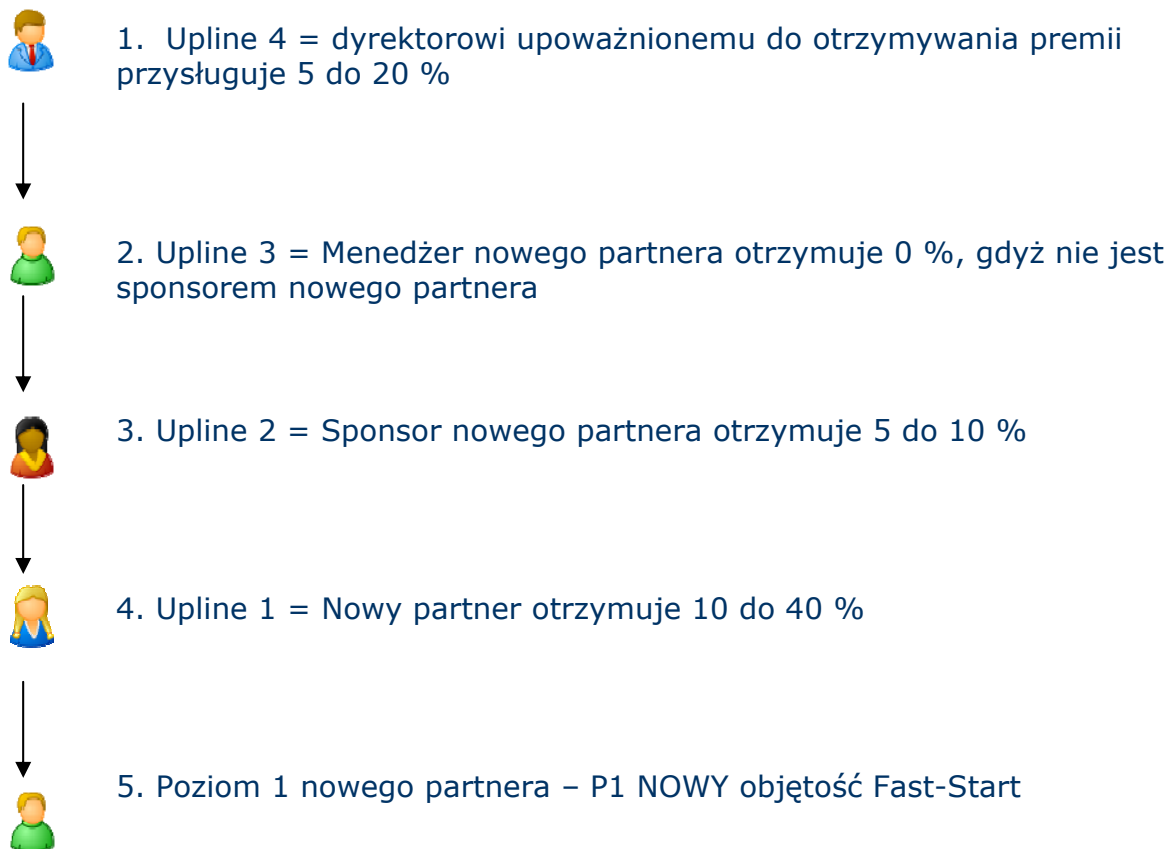 1. Upline 4 = dyrektorowi upoważnionemu do otrzymywania premii
przysługuje 5 do 20 %
2. Upline 3 = Menedżer nowego partnera otrzymuje 0 %, gdyż nie jest
sponsorem nowego partnera
3. Upline 2 = Sponsor nowego partnera otrzymuje 5 do 10 %
4. Upline 1 = Nowy partner otrzymuje 10 do 40 %
5. Poziom 1 nowego partnera – P1 NOWY objętość Fast-Start